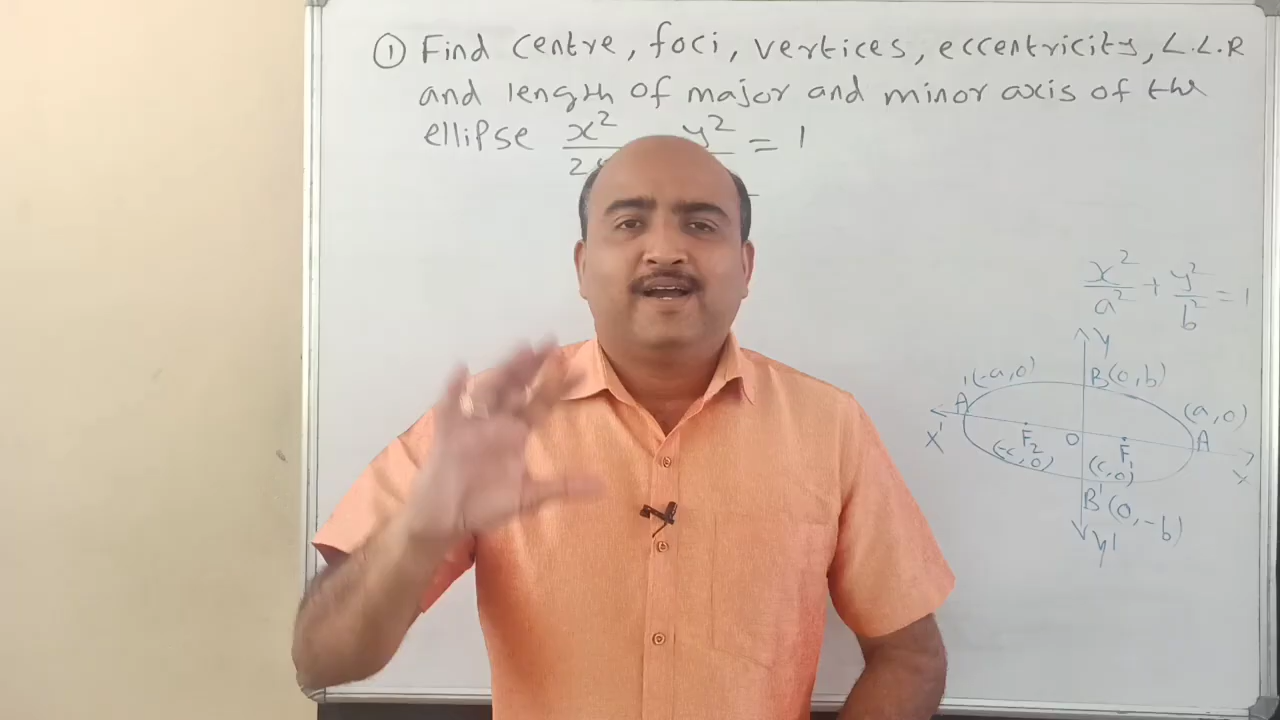 ① Find centre, foci, vertices, eccentricity, L.L.R
and length of major and minor axis of the
ellipse x²/2 y² = 1
x²/a² + y²/b² = 1
Y
A'(-a,0) B(0,b)
(a,0)
X' F₂ O F₁ A X
(-c,0) (c,0)
B'(0,-b)
Y'